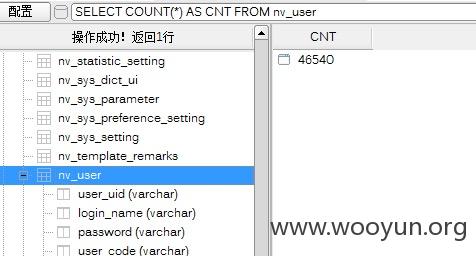 配置 SELECT COUNT(*) AS CNT FROM nv_user
操作成功！返回1行 CNT
nv_statistic_setting 46540
nv_sys_dict_ui
nv_sys_parameter
nv_sys_preference_setting
nv_sys_setting
nv_template_remarks
nv_user
user_uid (varchar)
login_name (varchar)
password (varchar)
user_code (varchar)
www.wooyun.org